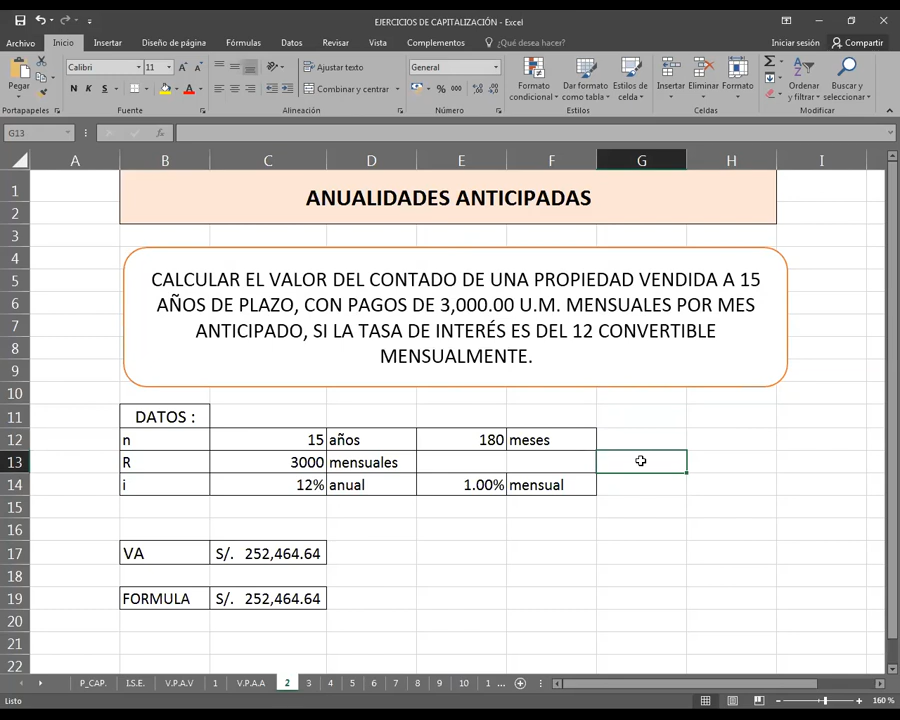 EJERCICIOS DE CAPITALIZACIÓN - Excel
Archivo Inicio Insertar Diseño de página Fórmulas Datos Revisar Vista Complementos ¿Qué desea hacer? Iniciar sesión Compartir
Pegar
Calibri 11
N K S
Ajustar texto
Combinar y centrar
General
% 000
Formato condicional
Dar formato como tabla
Estilos de celda
Insertar Eliminar Formato
Ordenar y filtrar
Buscar y seleccionar
Portapapeles Fuente Alineación Número Estilos Celdas Modificar
G13 fx
A B C D E F G H I
1 ANUALIDADES ANTICIPADAS
2
3
4
5 CALCULAR EL VALOR DEL CONTADO DE UNA PROPIEDAD VENDIDA A 15
6 AÑOS DE PLAZO, CON PAGOS DE 3,000.00 U.M. MENSUALES POR MES
7 ANTICIPADO, SI LA TASA DE INTERÉS ES DEL 12 CONVERTIBLE
8 MENSUALMENTE.
9
10
11 DATOS :
12 n 15 años 180 meses
13 R 3000 mensuales
14 i 12% anual 1.00% mensual
15
16
17 VA S/. 252,464.64
18
19 FORMULA S/. 252,464.64
20
21
22
P_CAP. I.S.E. V.P.A.V 1 V.P.A.A 2 3 4 5 6 7 8 9 10 1 ...
Listo 160 %